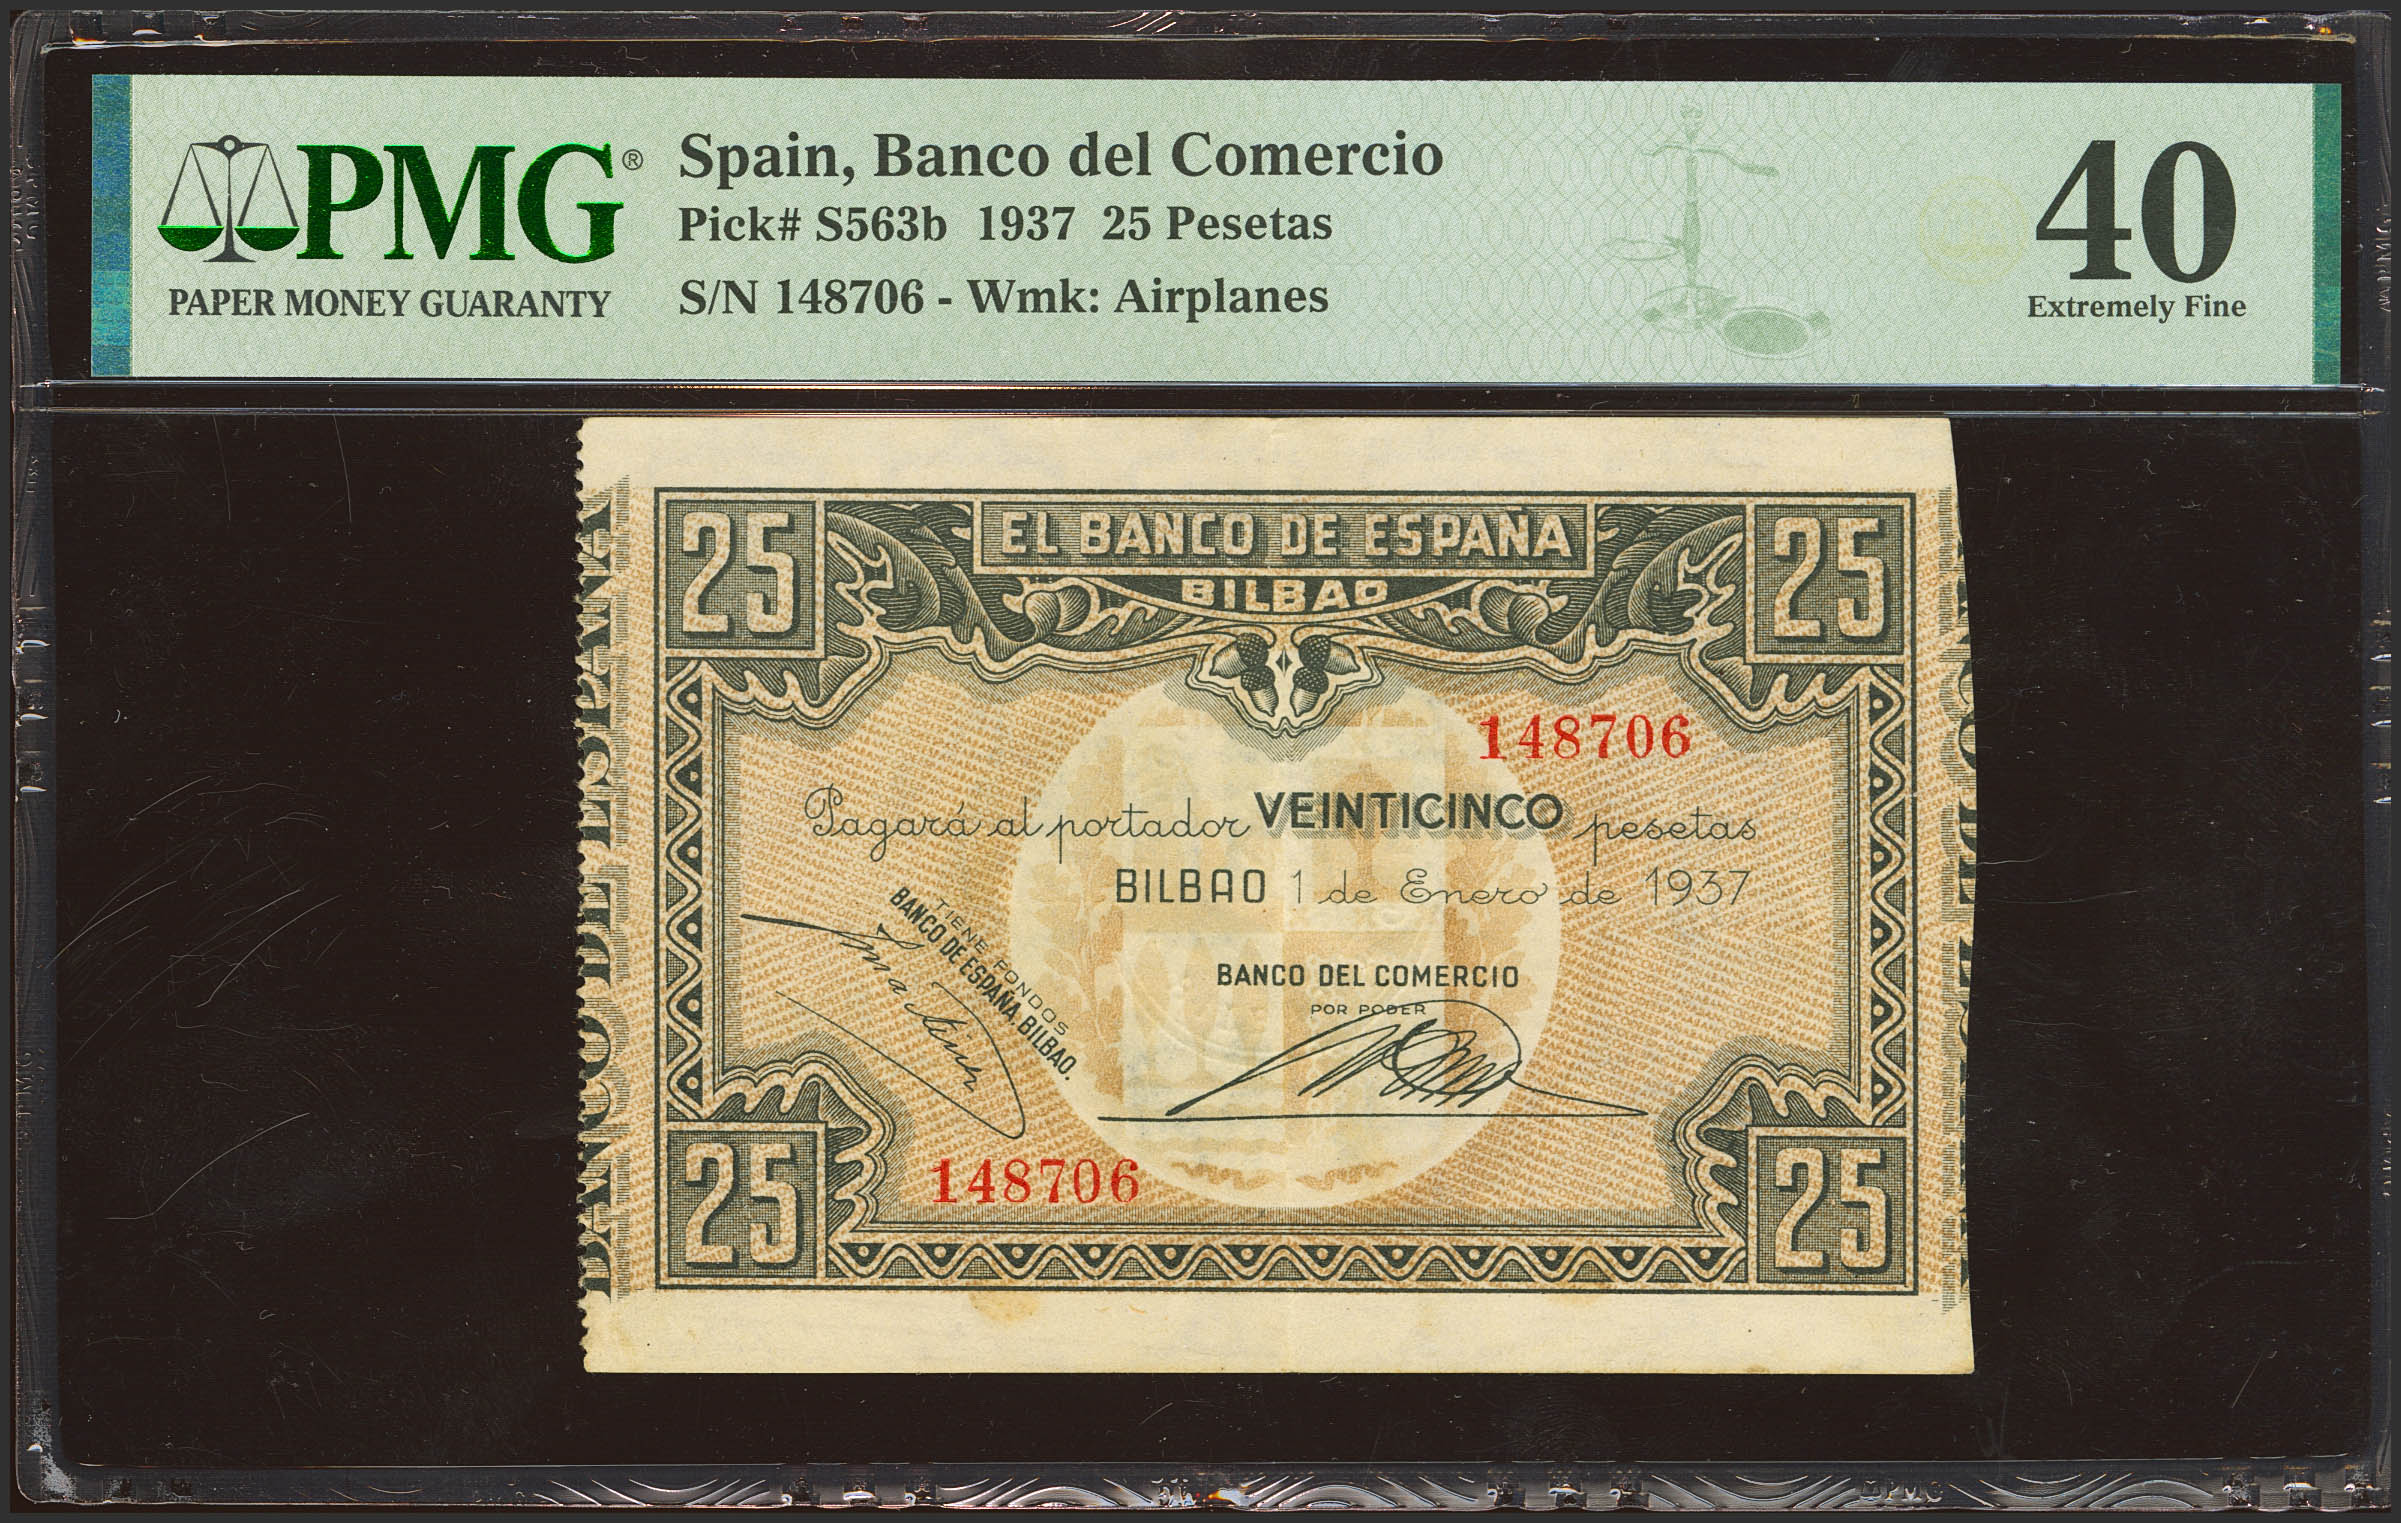 PMG®
PAPER MONEY GUARANTY
Spain, Banco del Comercio
Pick# S563b 1937 25 Pesetas
S/N 148706 - Wmk: Airplanes
40
Extremely Fine
25
EL BANCO DE ESPAÑA
BILBAO
25
BANCO DE ESPAÑA
148706
Pagará al portador VEINTICINCO pesetas
BILBAO 1 de Enero de 1937
TIENE FONDOS
BANCO DE ESPAÑA. BILBAO.
BANCO DEL COMERCIO
POR PODER
148706
25
25
PMG